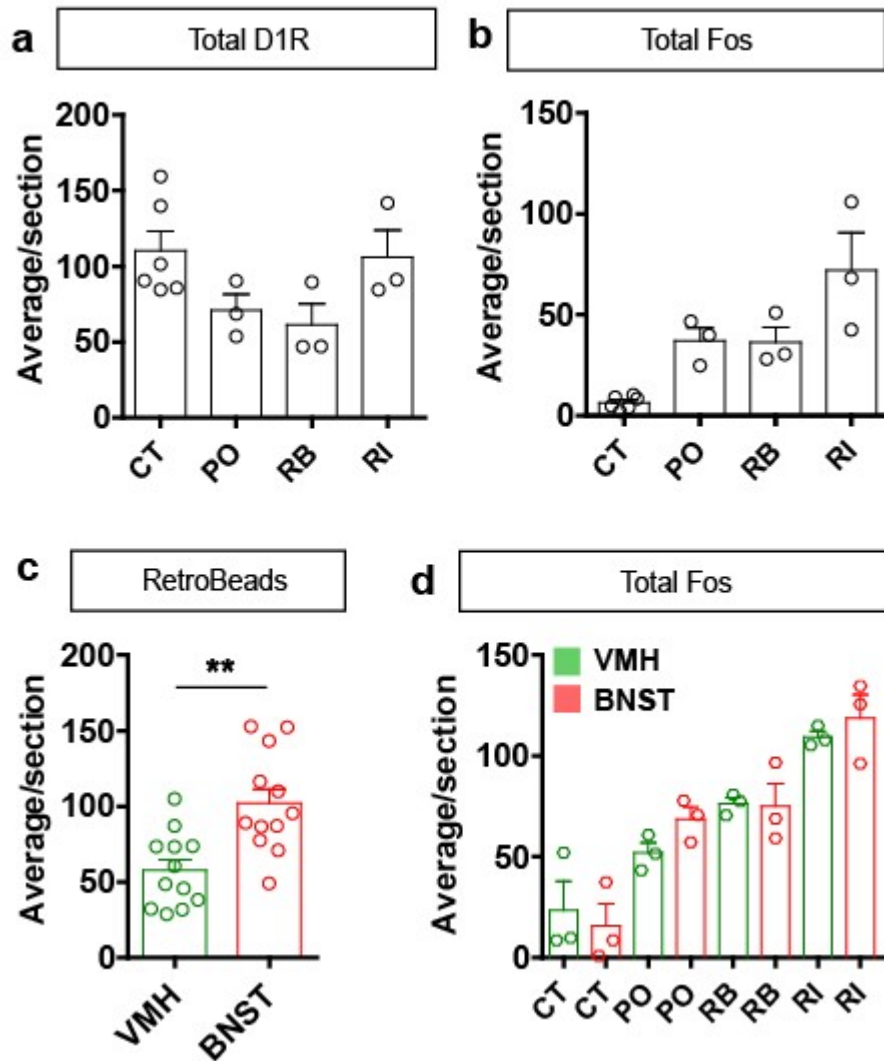 a
Total D1R
Average/section
200
150
100
50
0
CT PO RB RI
b
Total Fos
Average/section
150
100
50
0
CT PO RB RI
c
RetroBeads
Average/section
200
150
100
50
0
**
VMH BNST
d
Total Fos
Average/section
150
100
50
0
VMH
BNST
CT CT PO PO RB RB RI RI